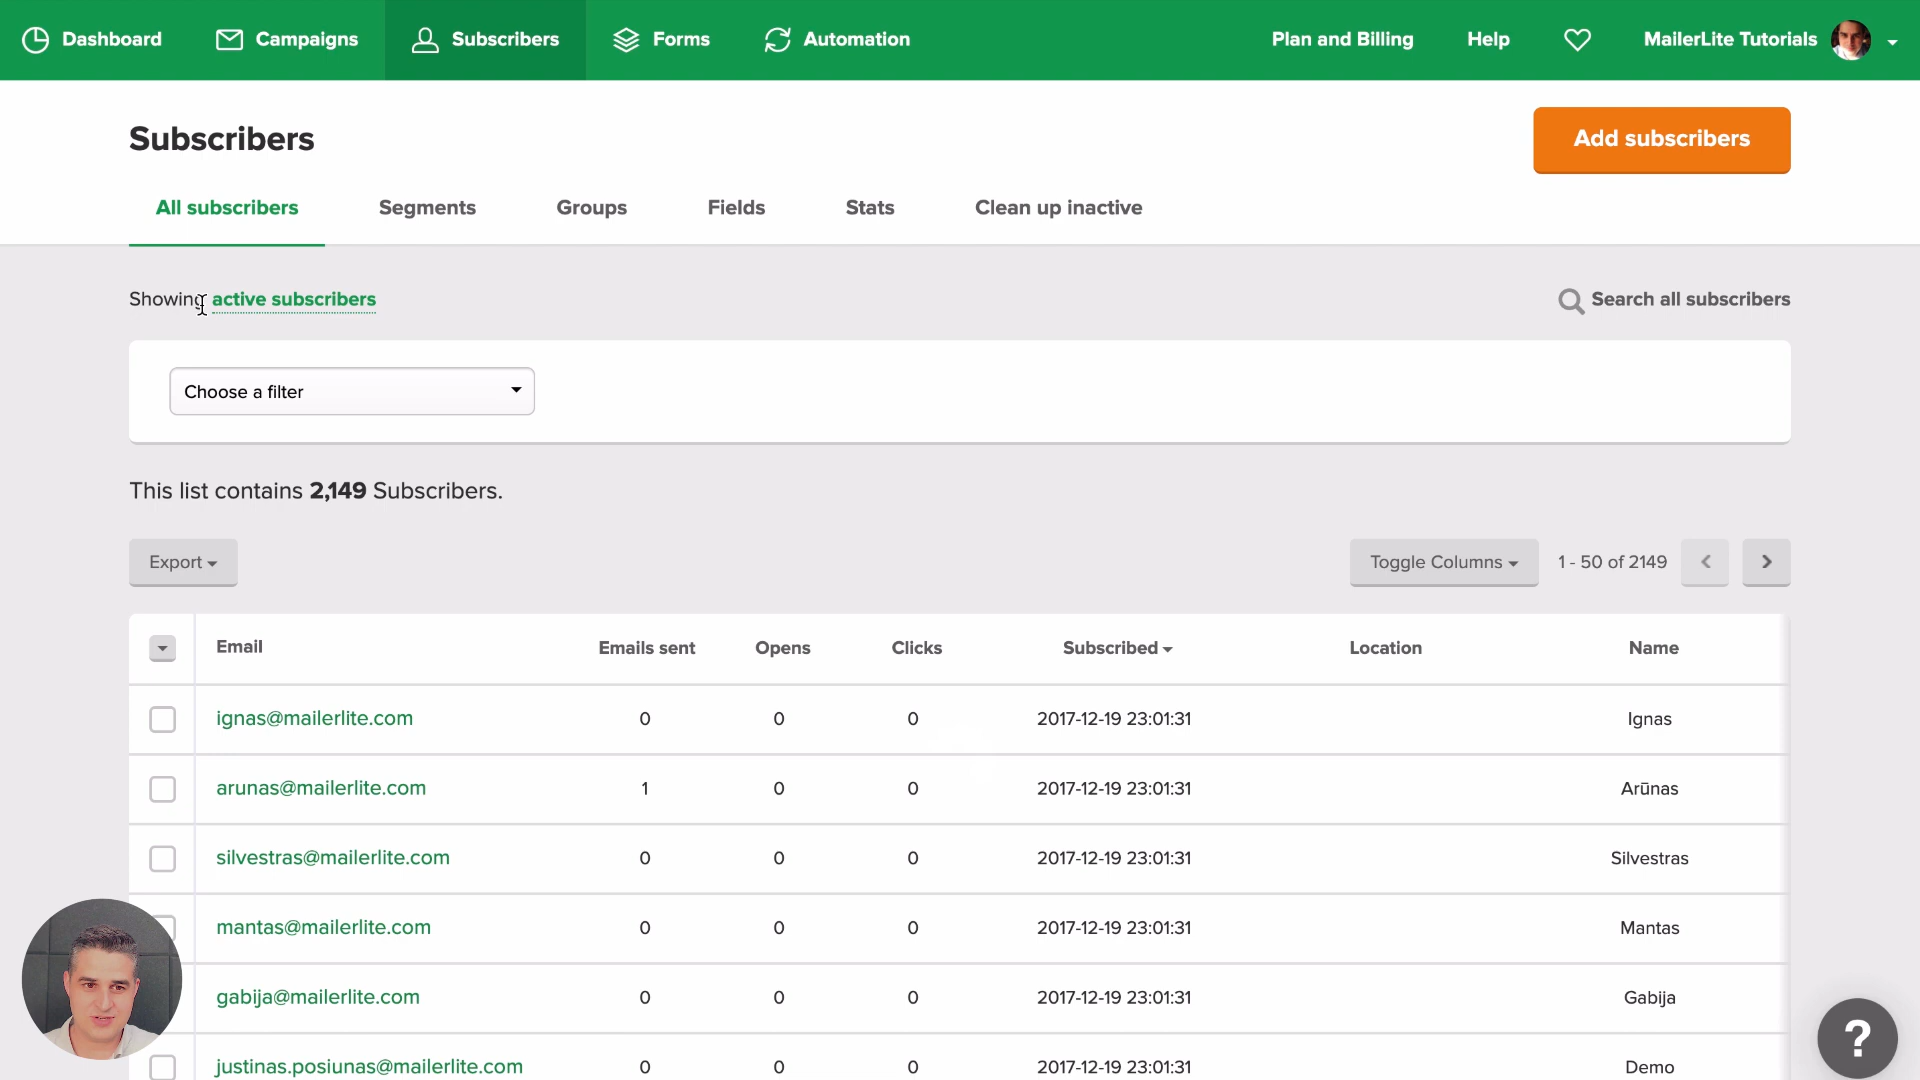 Dashboard Campaigns Subscribers Forms Automation Plan and Billing Help MailerLite Tutorials
Subscribers
Add subscribers
All subscribers Segments Groups Fields Stats Clean up inactive
Showing active subscribers
Search all subscribers
Choose a filter
This list contains 2,149 Subscribers.
Export Toggle Columns 1 - 50 of 2149
Email Emails sent Opens Clicks Subscribed Location Name
ignas@mailerlite.com 0 0 0 2017-12-19 23:01:31 Ignas
arunas@mailerlite.com 1 0 0 2017-12-19 23:01:31 Arūnas
silvestras@mailerlite.com 0 0 0 2017-12-19 23:01:31 Silvestras
mantas@mailerlite.com 0 0 0 2017-12-19 23:01:31 Mantas
gabija@mailerlite.com 0 0 0 2017-12-19 23:01:31 Gabija
justinas.posiunas@mailerlite.com 0 0 0 2017-12-19 23:01:31 Demo
?